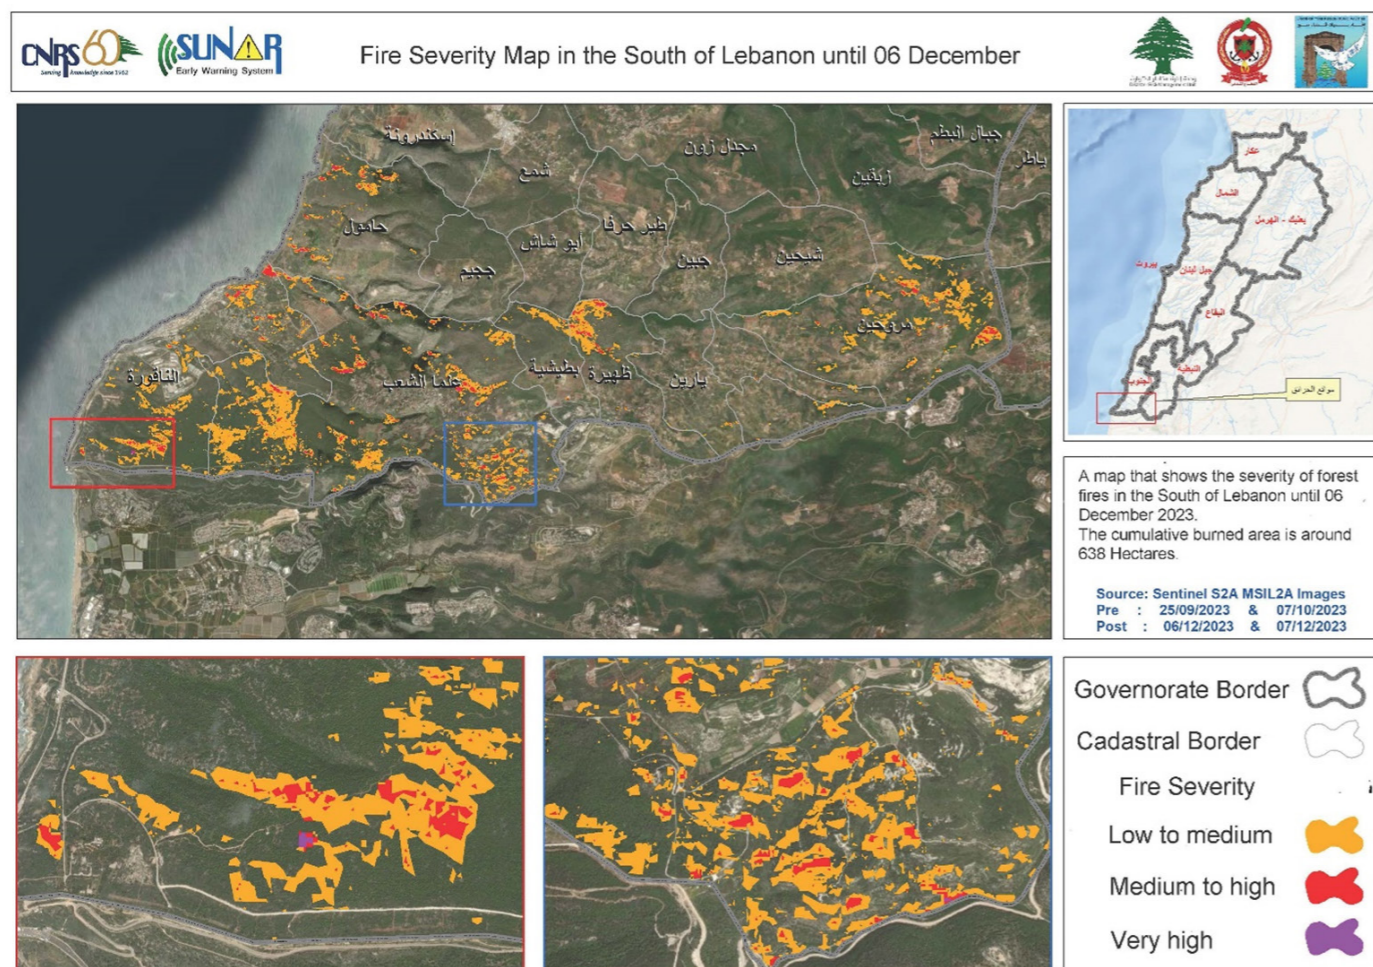 CNRS 60
Serving knowledge since 1962
SUNAR
Early Warning System
Fire Severity Map in the South of Lebanon until 06 December
إسكندرونة
شمع
مجدل زون
جبال البطم
ياطر
زبقين
حامول
ججيم
أبو شاش
طير حرفا
جبين
شيحين
مروحين
الناقورة
علما الشعب
بطيشية
ظهيرة
يارين
عكار
الشمال
بعلبك - الهرمل
بيروت
جبل لبنان
البقاع
النبطية
الجنوب
مواقع الحرائق
A map that shows the severity of forest
fires in the South of Lebanon until 06
December 2023.
The cumulative burned area is around
638 Hectares.
Source: Sentinel S2A MSIL2A Images
Pre : 25/09/2023 & 07/10/2023
Post : 06/12/2023 & 07/12/2023
Governorate Border
Cadastral Border
Fire Severity
Low to medium
Medium to high
Very high